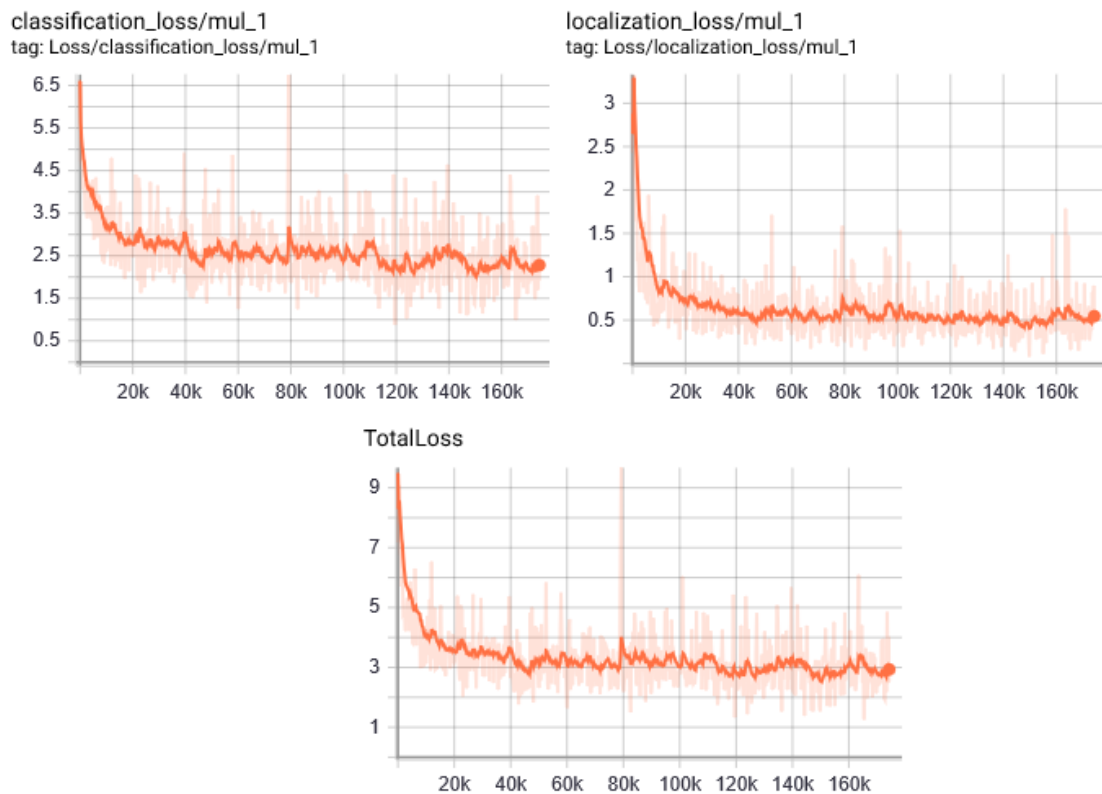 classification_loss/mul_1
tag: Loss/classification_loss/mul_1
6.5
5.5
4.5
3.5
2.5
1.5
0.5
20k 40k 60k 80k 100k 120k 140k 160k
localization_loss/mul_1
tag: Loss/localization_loss/mul_1
3
2.5
2
1.5
1
0.5
20k 40k 60k 80k 100k 120k 140k 160k
TotalLoss
9
7
5
3
1
20k 40k 60k 80k 100k 120k 140k 160k